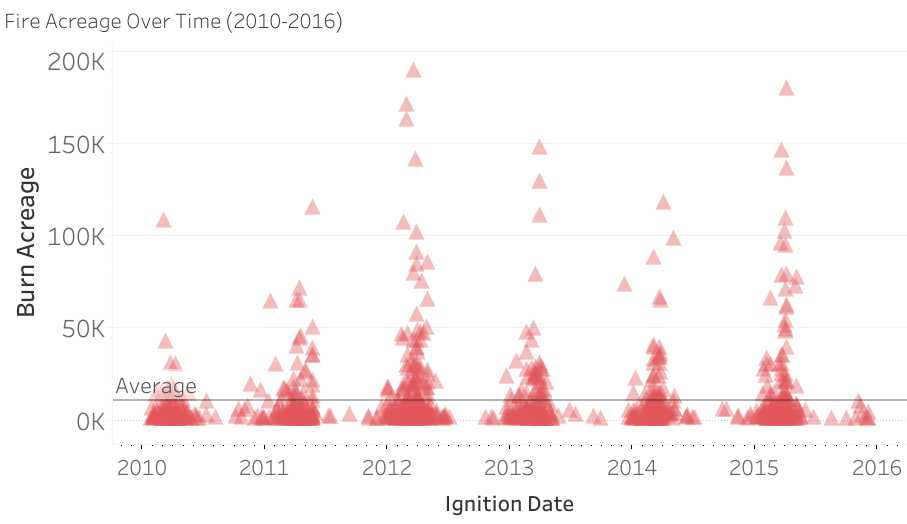 Fire Acreage Over Time (2010-2016)
200K
150K
100K
50K
0K
Burn Acreage
Average
2010 2011 2012 2013 2014 2015 2016
Ignition Date